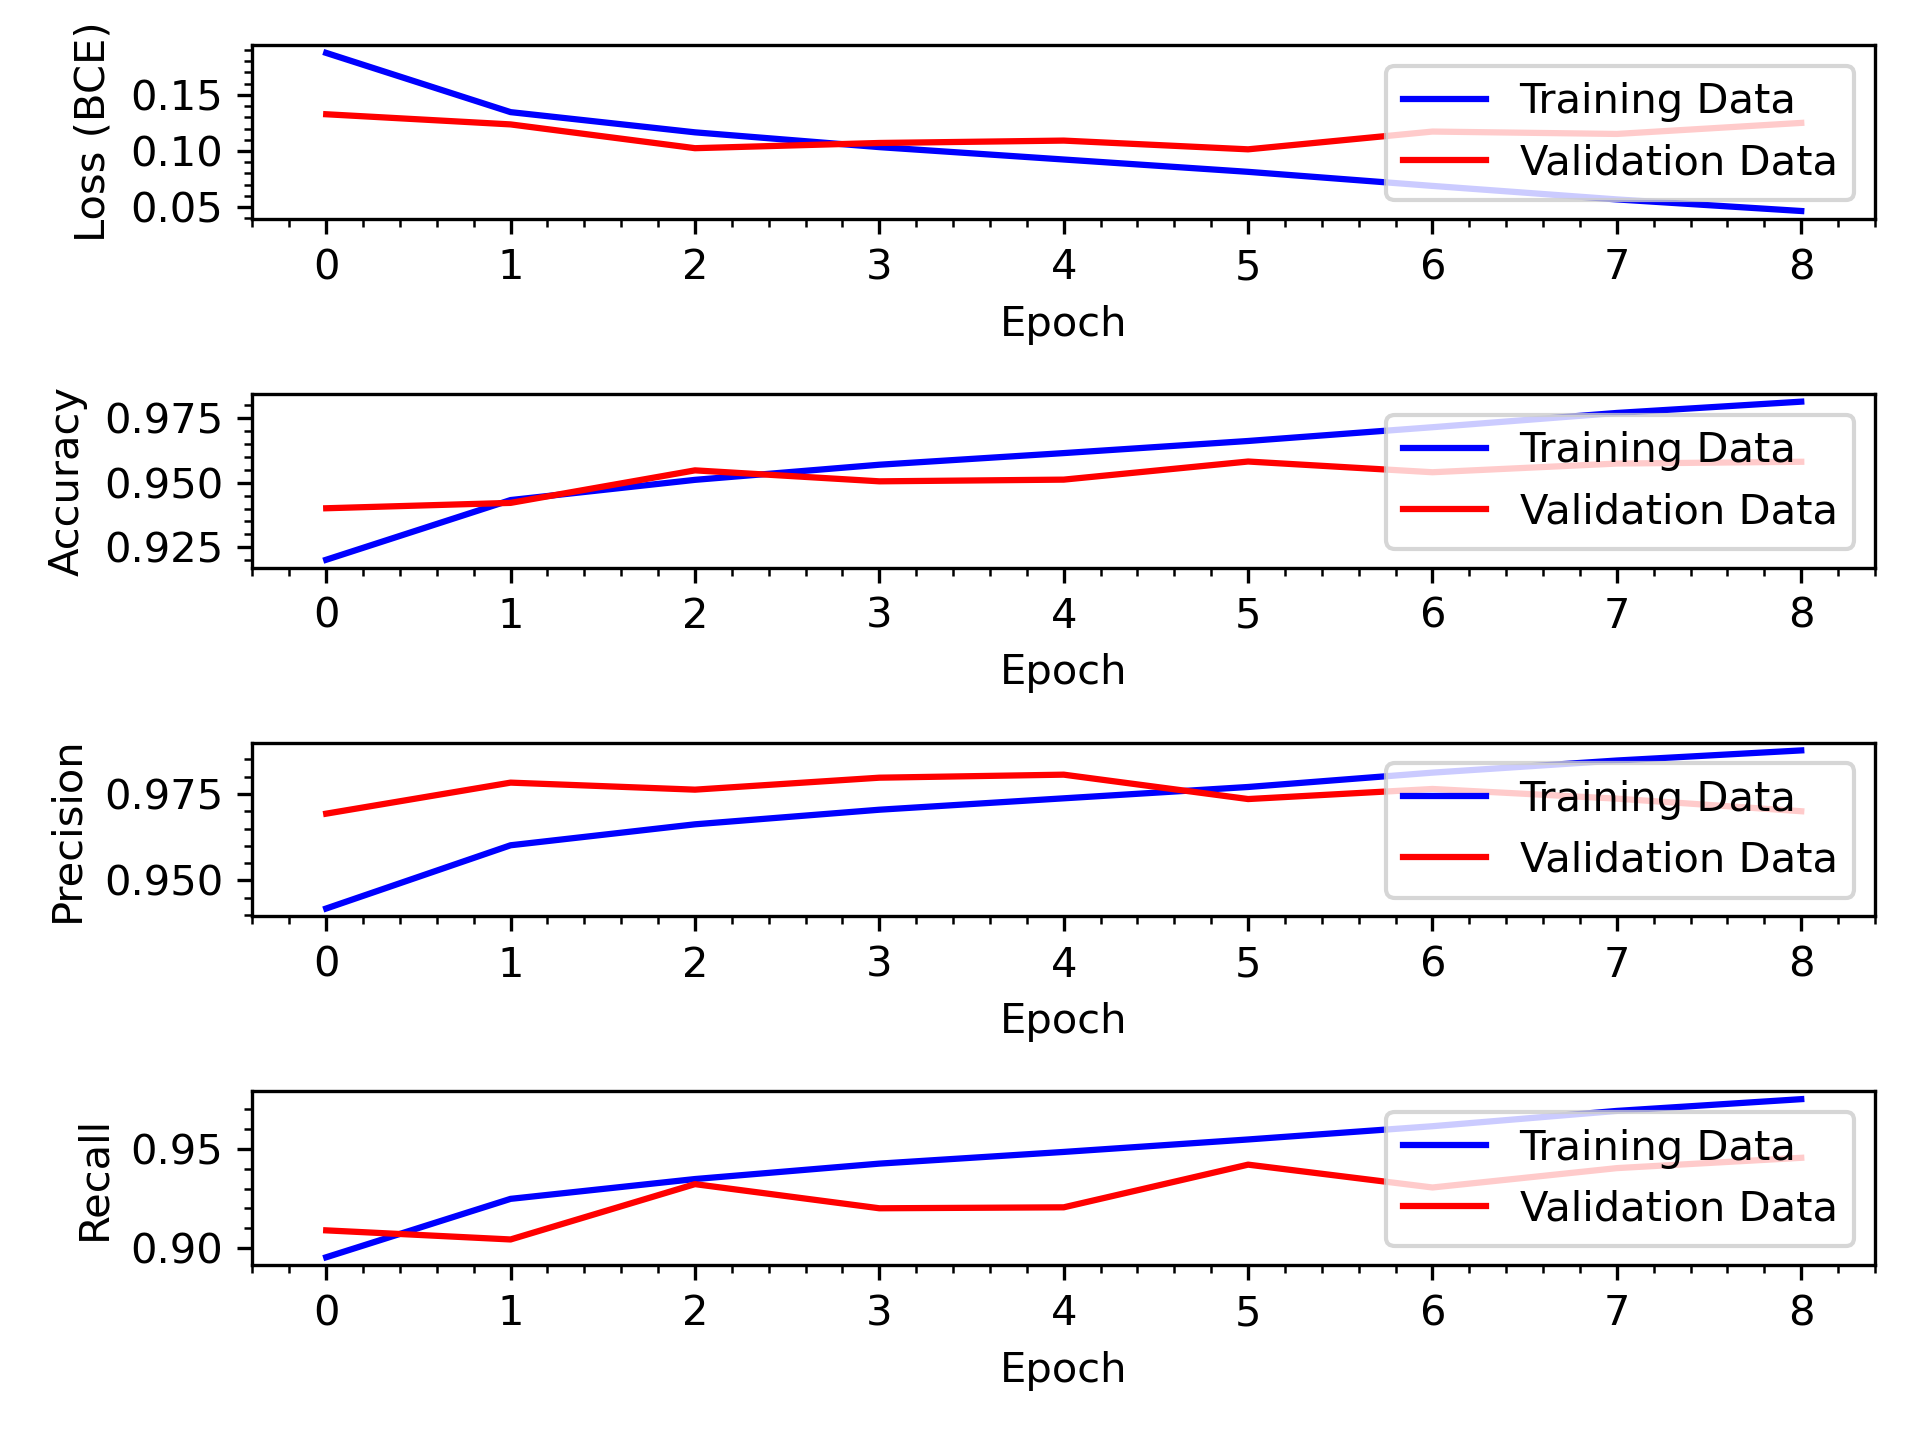 Loss (BCE)
0.15
0.10
0.05
Training Data
Validation Data
0 1 2 3 4 5 6 7 8
Epoch
Accuracy
0.975
0.950
0.925
Training Data
Validation Data
0 1 2 3 4 5 6 7 8
Epoch
Precision
0.975
0.950
Training Data
Validation Data
0 1 2 3 4 5 6 7 8
Epoch
Recall
0.95
0.90
Training Data
Validation Data
0 1 2 3 4 5 6 7 8
Epoch